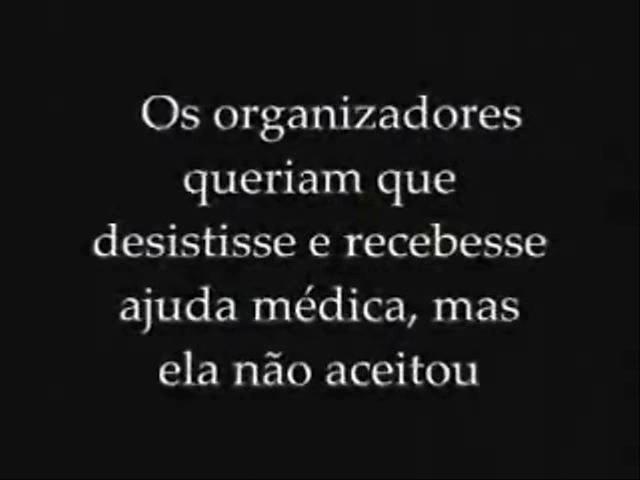 Os organizadores
queriam que
desistisse e recebesse
ajuda médica, mas
ela não aceitou